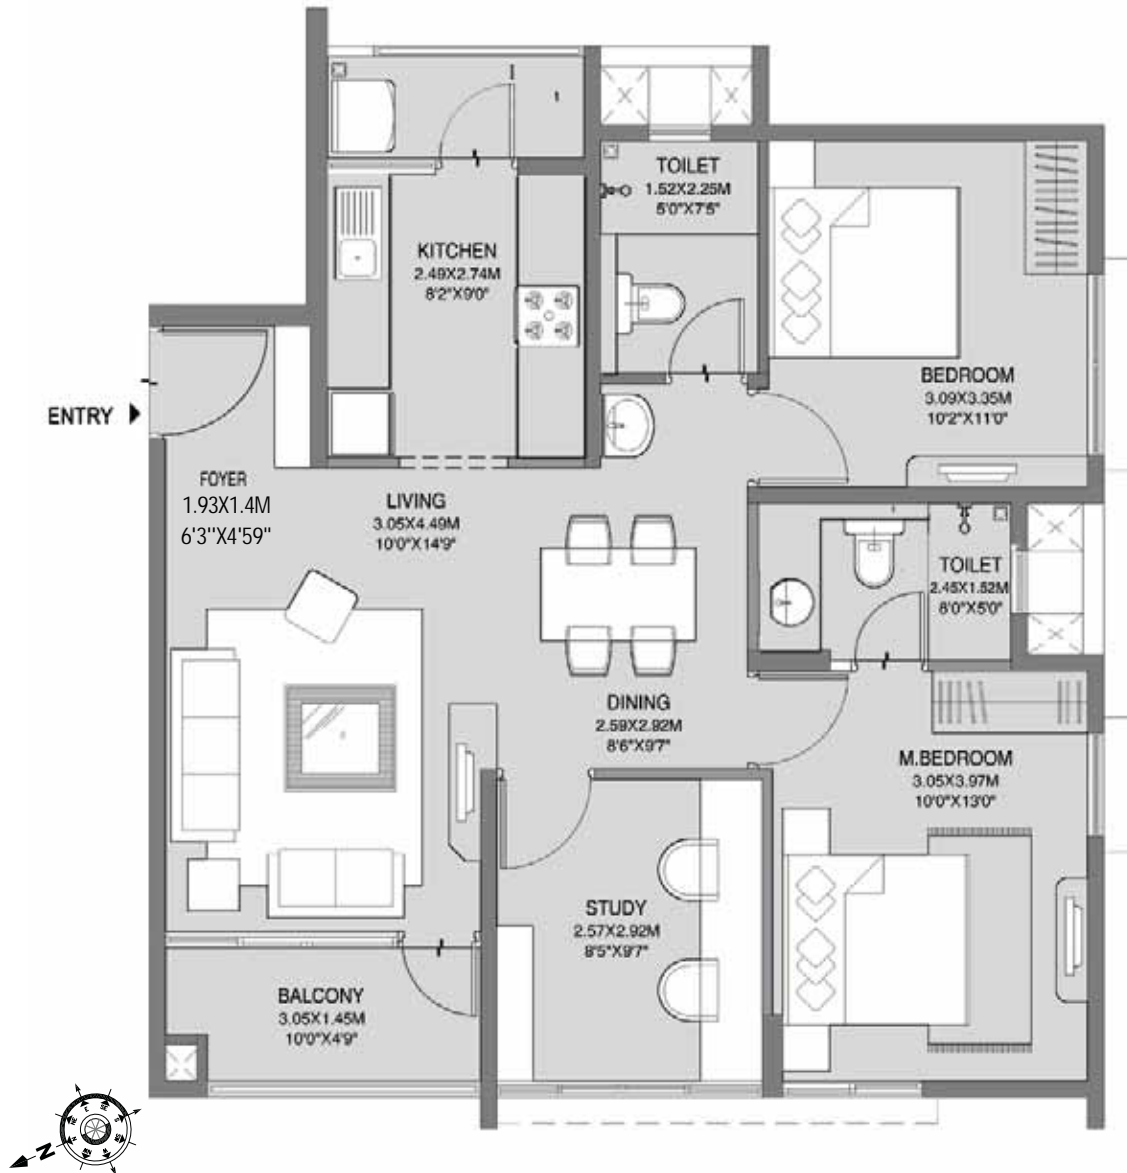 TOILET
1.52X2.25M
5'0"X7'5"
KITCHEN
2.49X2.74M
8'2"X9'0"
BEDROOM
3.09X3.35M
10'2"X11'0"
ENTRY
FOYER
1.93X1.4M
6'3"X4'59"
LIVING
3.05X4.49M
10'0"X14'9"
TOILET
2.45X1.52M
8'0"X5'0"
DINING
2.59X2.92M
8'6"X9'7"
M.BEDROOM
3.05X3.97M
10'0"X13'0"
STUDY
2.57X2.92M
8'5"X9'7"
BALCONY
3.05X1.45M
10'0"X4'9"
N